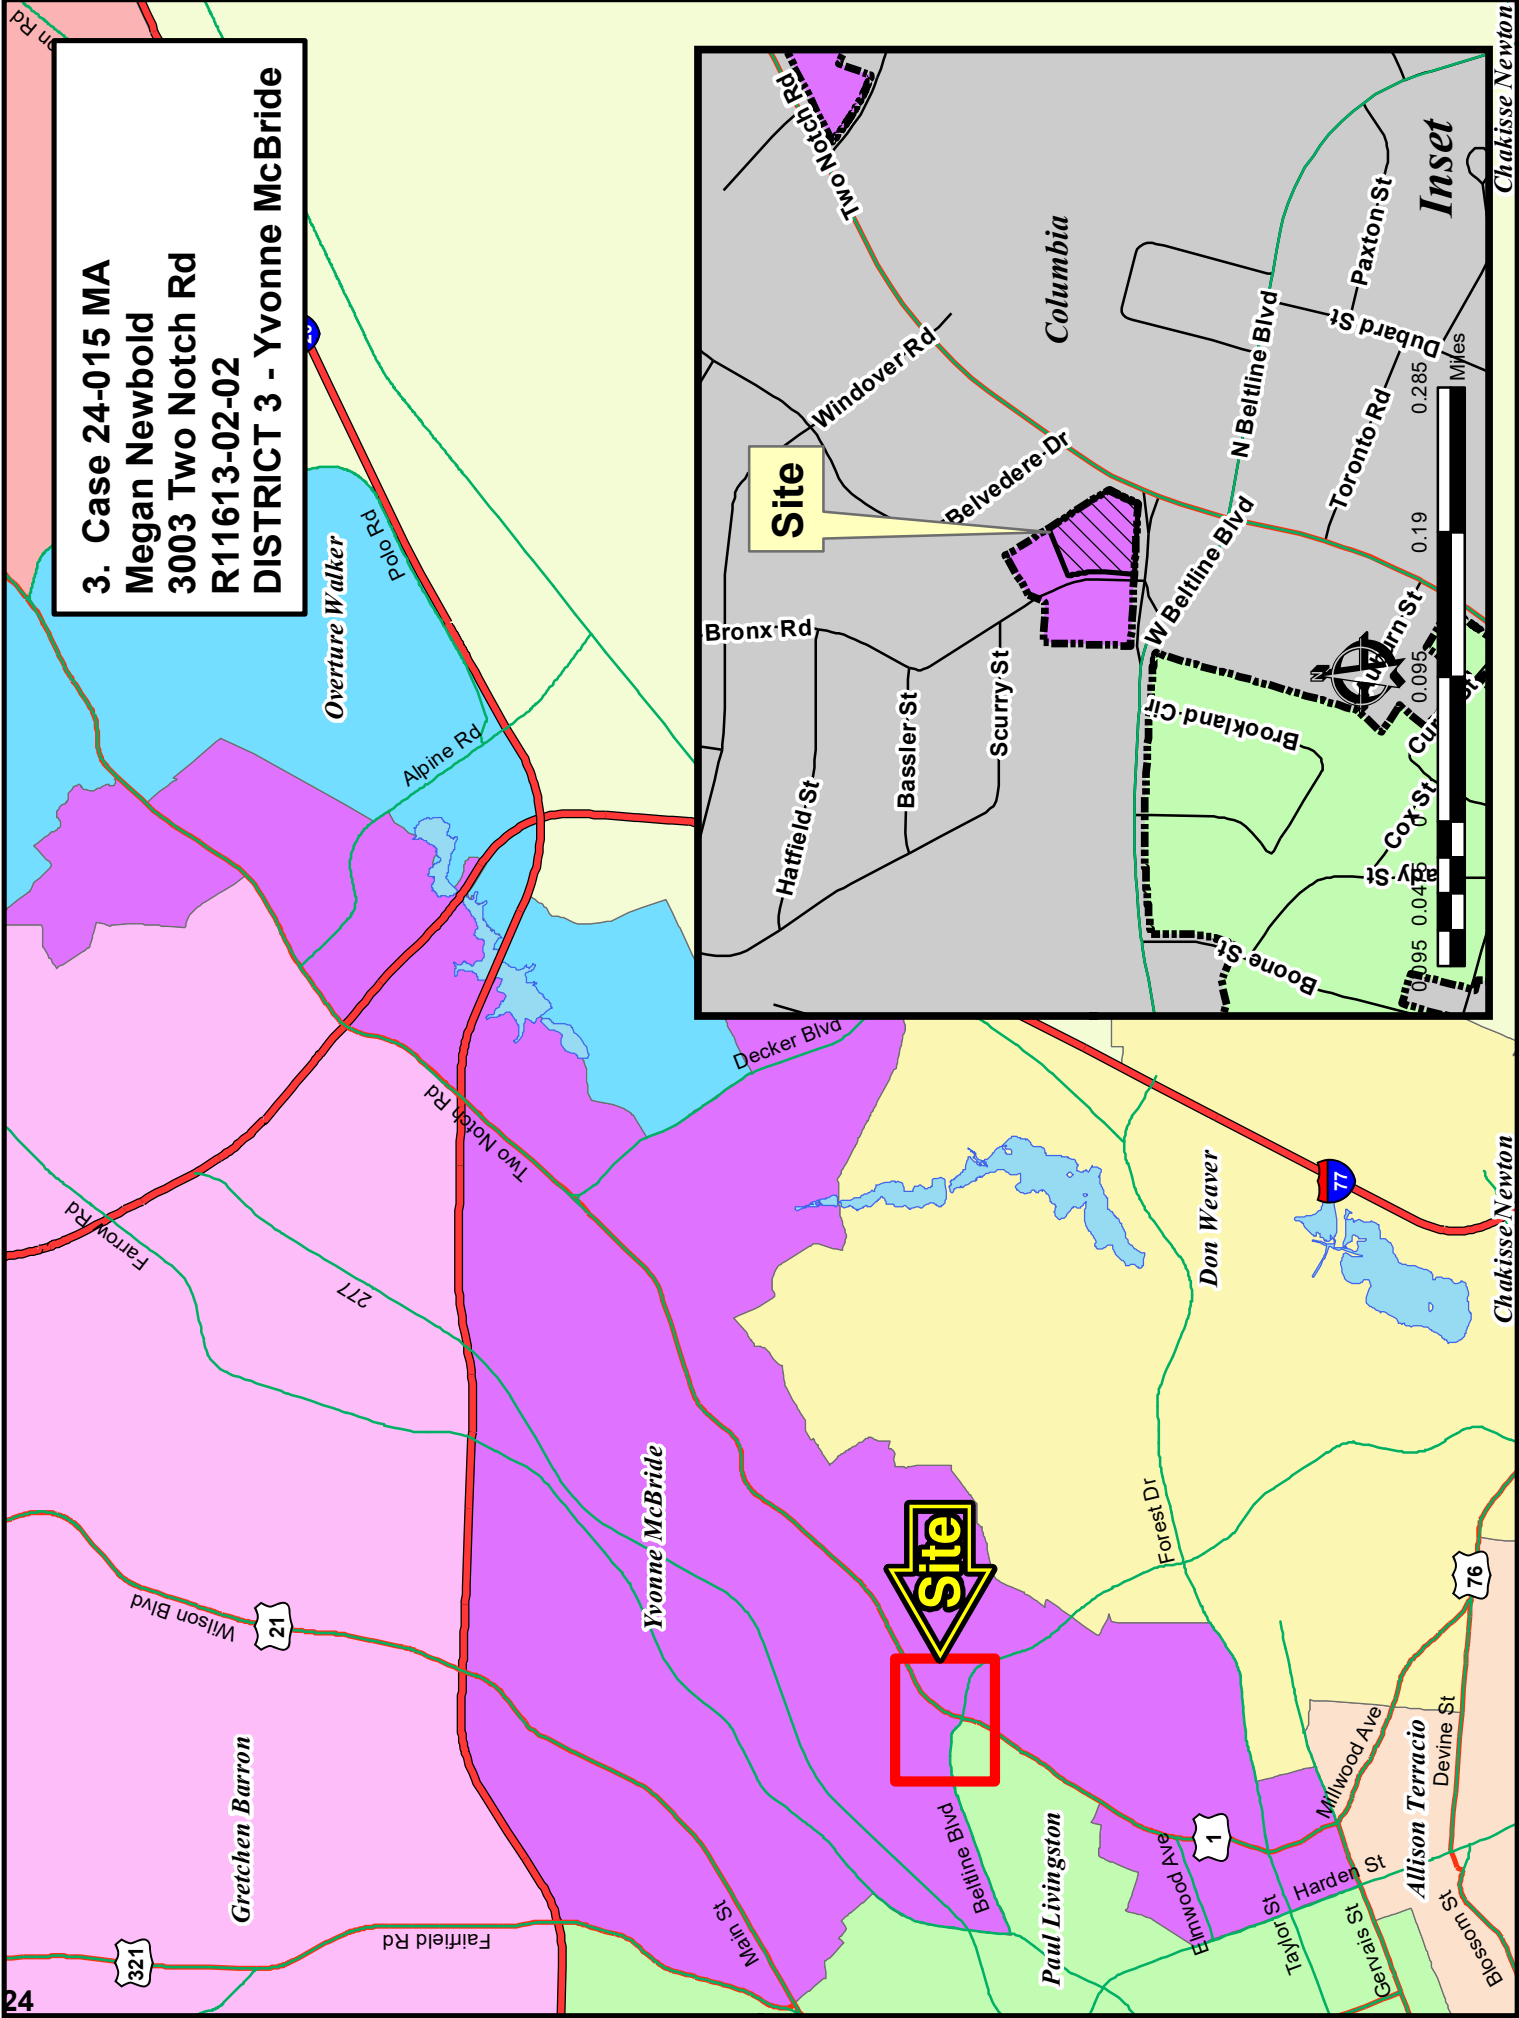 24
3. Case 24-015 MA
Megan Newbold
3003 Two Notch Rd
R11613-02-02
DISTRICT 3 - Yvonne McBride
Gretchen Barron
321
Fairfield Rd
Wilson Blvd
21
Main St
Farrow Rd
277
Two Notch Rd
Yvonne McBride
Overture Walker
Polo Rd
Alpine Rd
Decker Blvd
Site
Beltline Blvd
Paul Livingston
Elmwood Ave
1
Taylor St
Harden St
Gervais St
Millwood Ave
Devine St
Allison Terracio
Blossom St
Forest Dr
76
Don Weaver
77
Chakisse Newton
Chakisse Newton
Two Notch Rd
Windover Rd
Columbia
Site
Belvedere Dr
Bronx Rd
Hatfield St
Bassler St
Scurry St
N Beltline Blvd
W Beltline Blvd
Paxton St
Dubard St
Toronto Rd
Brookland Cir
Boone St
Cox St
Inset
N
0.095
0
0.095
0.19
0.285
Miles